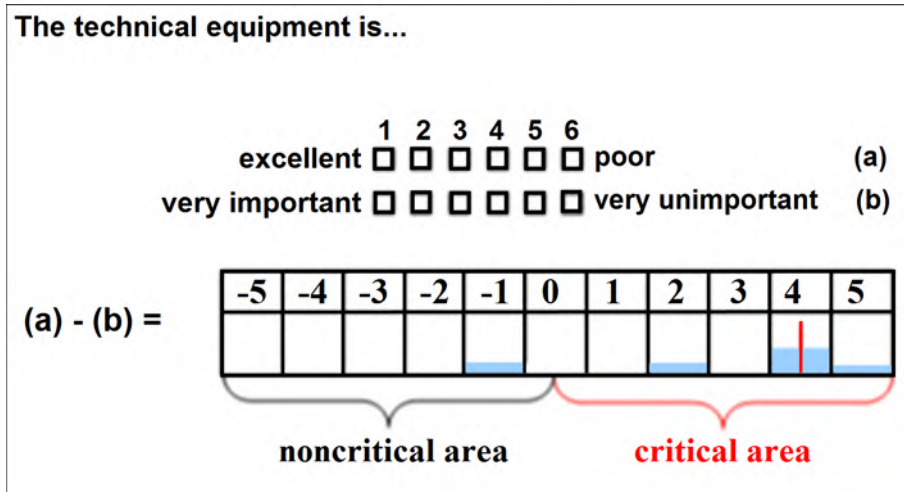 The technical equipment is...
1 2 3 4 5 6
excellent poor (a)
very important very unimportant (b)
-5 -4 -3 -2 -1 0 1 2 3 4 5
(a) - (b) =
noncritical area critical area